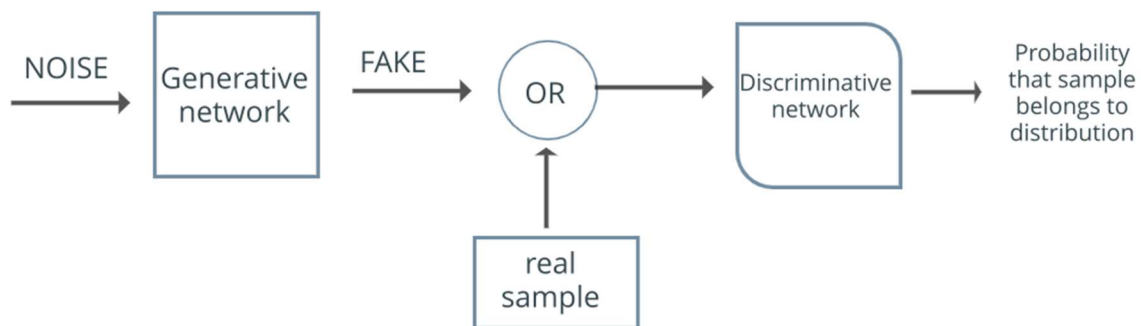 NOISE
Generative
network
FAKE
OR
real
sample
Discriminative
network
Probability
that sample
belongs to
distribution